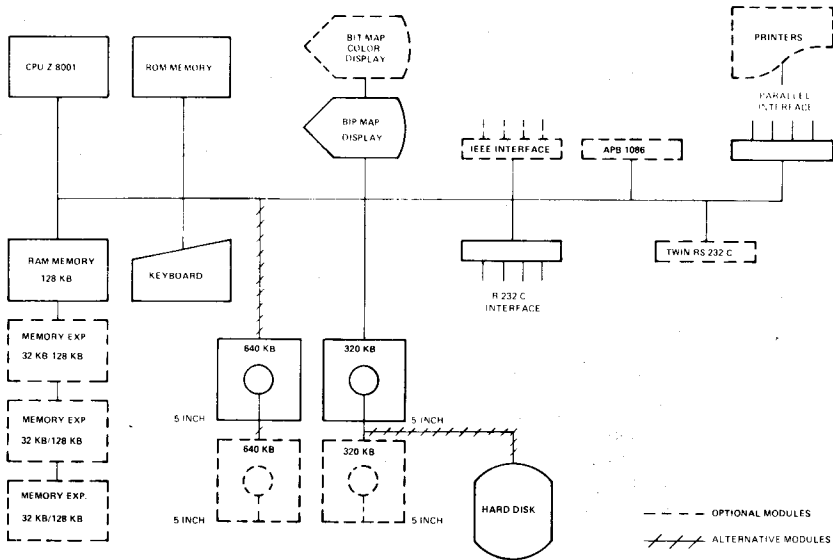 CPU Z 8001
ROM MEMORY
BIT MAP
COLOR
DISPLAY
BIP MAP
DISPLAY
PRINTERS
PARALLEL
INTERFACE
IEEE INTERFACE
APB 1086
RAM MEMORY
128 KB
KEYBOARD
R 232 C
INTERFACE
TWIN RS 232 C
MEMORY EXP
32 KB 128 KB
MEMORY EXP
32 KB/128 KB
MEMORY EXP.
32 KB/128 KB
640 KB
5 INCH
320 KB
5 INCH
640 KB
5 INCH
320 KB
5 INCH
HARD DISK
OPTIONAL MODULES
ALTERNATIVE MODULES